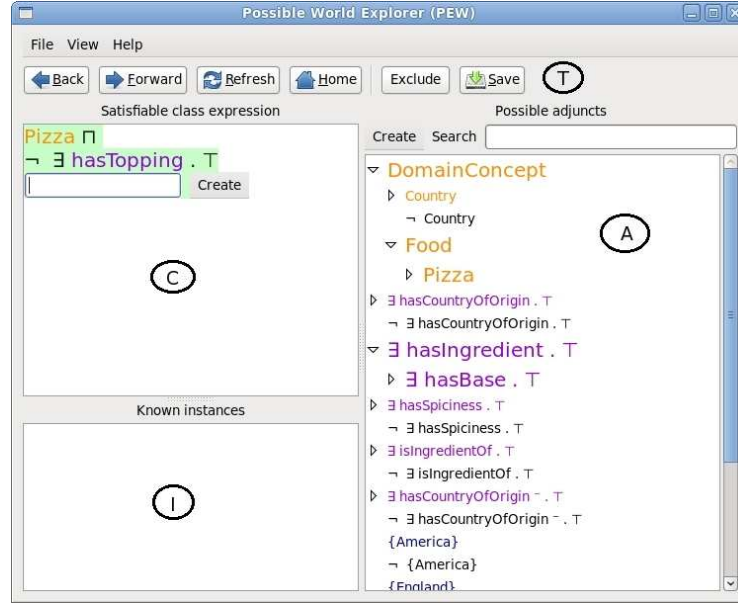 Possible World Explorer (PEW)
File View Help
Back Forward Refresh Home Exclude Save T
Satisfiable class expression
Pizza ⊓
¬ ∃ hasTopping . ⊤
Create
C
Known instances
I
Possible adjuncts
Create Search
DomainConcept
Country
¬ Country
A
Food
Pizza
∃ hasCountryOfOrigin . ⊤
¬ ∃ hasCountryOfOrigin . ⊤
∃ hasIngredient . ⊤
∃ hasBase . ⊤
∃ hasSpiciness . ⊤
¬ ∃ hasSpiciness . ⊤
∃ isIngredientOf . ⊤
¬ ∃ isIngredientOf . ⊤
∃ hasCountryOfOrigin ⁻ . ⊤
¬ ∃ hasCountryOfOrigin ⁻ . ⊤
{America}
¬ {America}
{England}